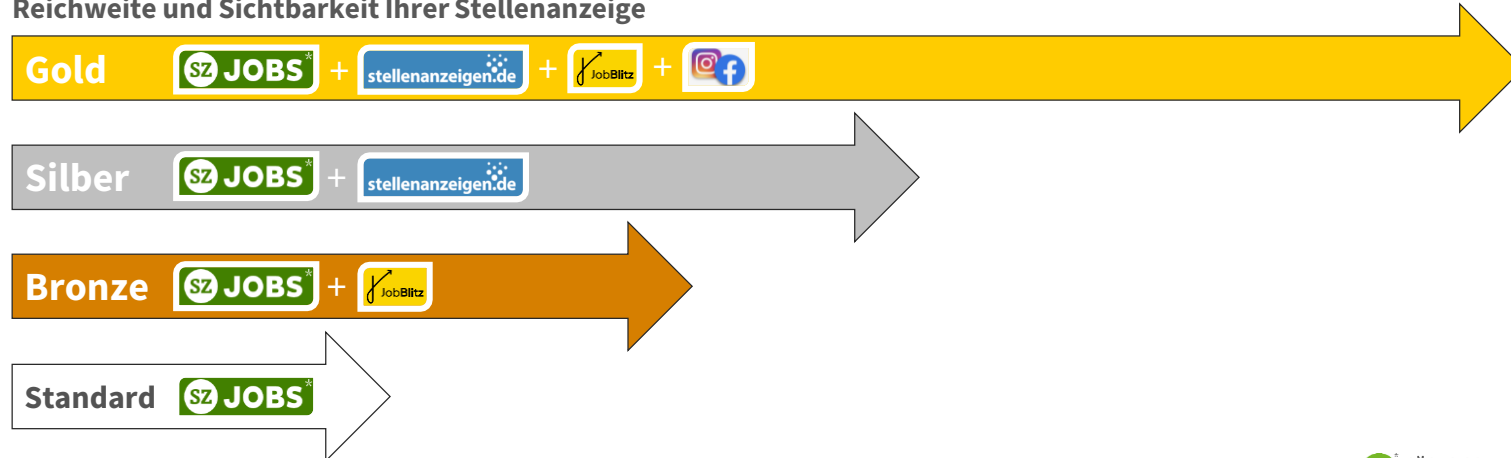 Reichweite und Sichtbarkeit Ihrer Stellenanzeige
Gold SZ JOBS* + stellenanzeigen.de + JobBlitz +
Silber SZ JOBS* + stellenanzeigen.de
Bronze SZ JOBS* + JobBlitz
Standard SZ JOBS*